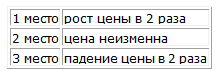 1 место рост цены в 2 раза
2 место цена неизменна
3 место падение цены в 2 раза